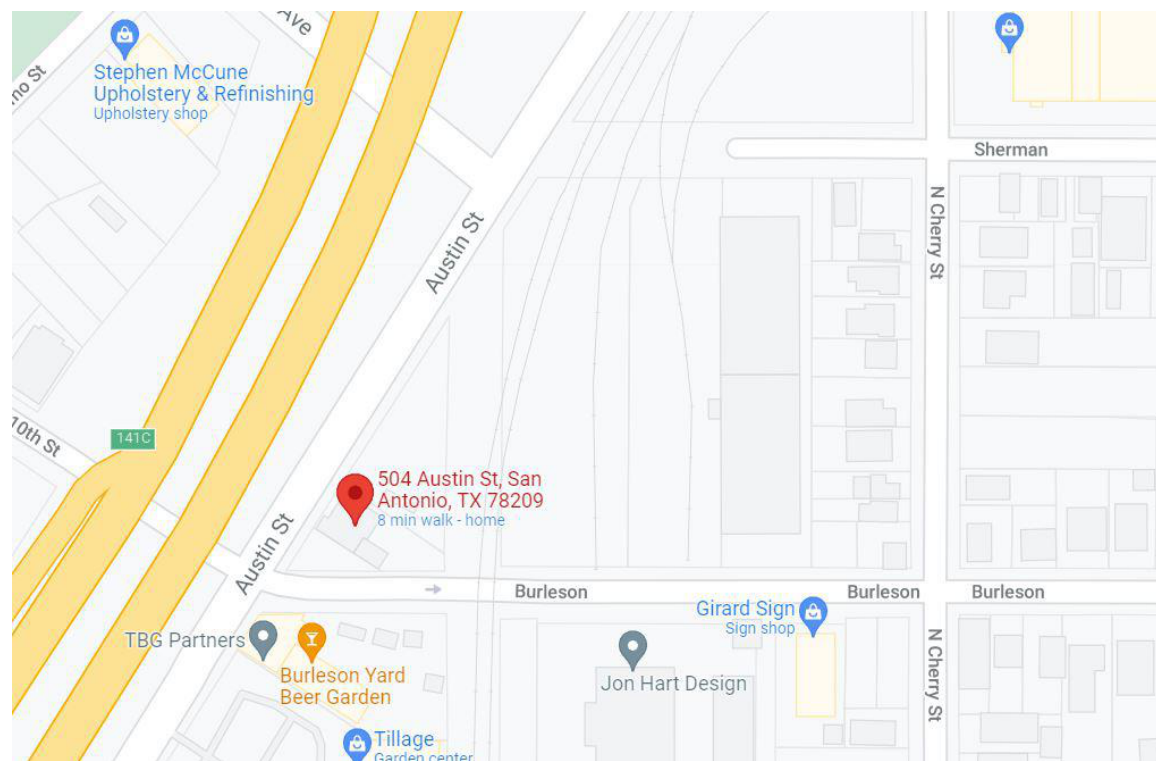 Ave
Stephen McCune
Upholstery & Refinishing
Upholstery shop
Sherman
N Cherry St
Austin St
10th St
141C
504 Austin St, San
Antonio, TX 78209
8 min walk - home
Austin St
Burleson
Burleson
Burleson
TBG Partners
Girard Sign
Sign shop
Burleson Yard
Beer Garden
Jon Hart Design
N Cherry St
Tillage
Garden center